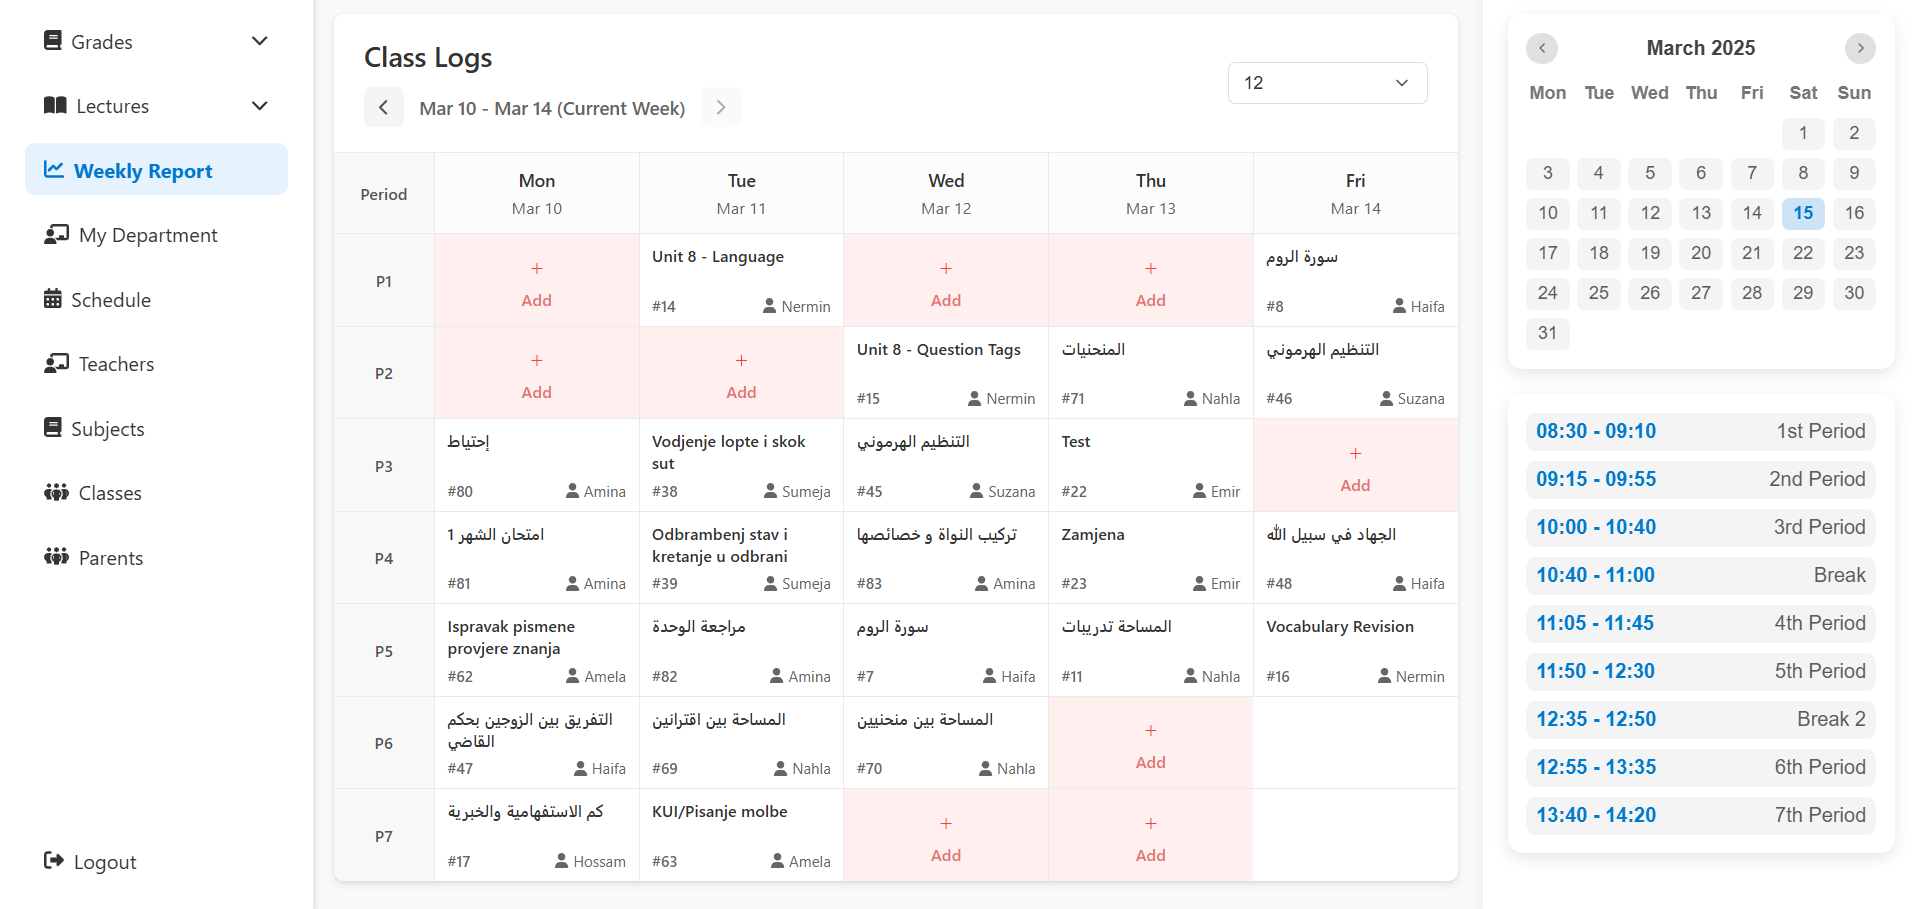 Grades
Lectures
Weekly Report
My Department
Schedule
Teachers
Subjects
Classes
Parents
Logout
Class Logs
Mar 10 - Mar 14 (Current Week)
12
Period
Mon
Mar 10
Tue
Mar 11
Wed
Mar 12
Thu
Mar 13
Fri
Mar 14
P1
+
Add
Unit 8 - Language
#14 Nermin
+
Add
+
Add
سورة الروم
#8 Haifa
P2
+
Add
+
Add
Unit 8 - Question Tags
#15 Nermin
المنحنيات
#71 Nahla
التنظيم الهرموني
#46 Suzana
P3
إحتياط
#80 Amina
Vodjenje lopte i skok
sut
#38 Sumeja
التنظيم الهرموني
#45 Suzana
Test
#22 Emir
+
Add
P4
امتحان الشهر 1
#81 Amina
Odbrambenj stav i
kretanje u odbrani
#39 Sumeja
تركيب النواة و خصائصها
#83 Amina
Zamjena
#23 Emir
الجهاد في سبيل الله
#48 Haifa
P5
Ispravak pismene
provjere znanja
#62 Amela
مراجعة الوحدة
#82 Amina
سورة الروم
#7 Haifa
المساحة تدريبات
#11 Nahla
Vocabulary Revision
#16 Nermin
P6
التفريق بين الزوجين بحكم
القاضي
#47 Haifa
المساحة بين اقترانين
#69 Nahla
المساحة بين منحنيين
#70 Nahla
+
Add
P7
كم الاستفهامية والخبرية
#17 Hossam
KUI/Pisanje molbe
#63 Amela
+
Add
+
Add
March 2025
Mon Tue Wed Thu Fri Sat Sun
1 2
3 4 5 6 7 8 9
10 11 12 13 14 15 16
17 18 19 20 21 22 23
24 25 26 27 28 29 30
31
08:30 - 09:10 1st Period
09:15 - 09:55 2nd Period
10:00 - 10:40 3rd Period
10:40 - 11:00 Break
11:05 - 11:45 4th Period
11:50 - 12:30 5th Period
12:35 - 12:50 Break 2
12:55 - 13:35 6th Period
13:40 - 14:20 7th Period